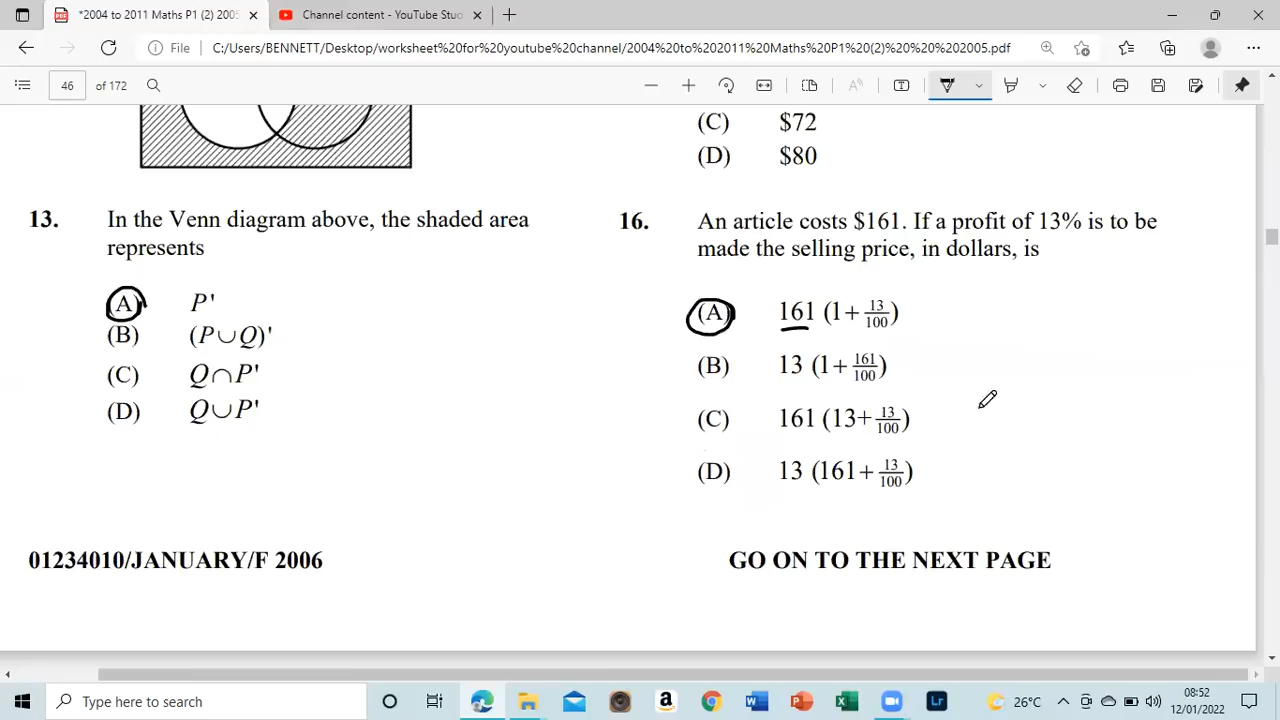 *2004 to 2011 Maths P1 (2) 2005
Channel content - YouTube Stu
File
C:/Users/BENNETT/Desktop/worksheet%20for%20youtube%20channel/2004%20to%202011%20Maths%20P1%20(2)%20%20%202005.pdf
46 of 172
(C) $72
(D) $80
13. In the Venn diagram above, the shaded area
represents
(A) P'
(B) (P∪Q)'
(C) Q∩P'
(D) Q∪P'
16. An article costs $161. If a profit of 13% is to be
made the selling price, in dollars, is
(A) 161 (1+ 13/100)
(B) 13 (1+ 161/100)
(C) 161 (13+ 13/100)
(D) 13 (161+ 13/100)
01234010/JANUARY/F 2006
GO ON TO THE NEXT PAGE
Type here to search
26°C
08:52
12/01/2022